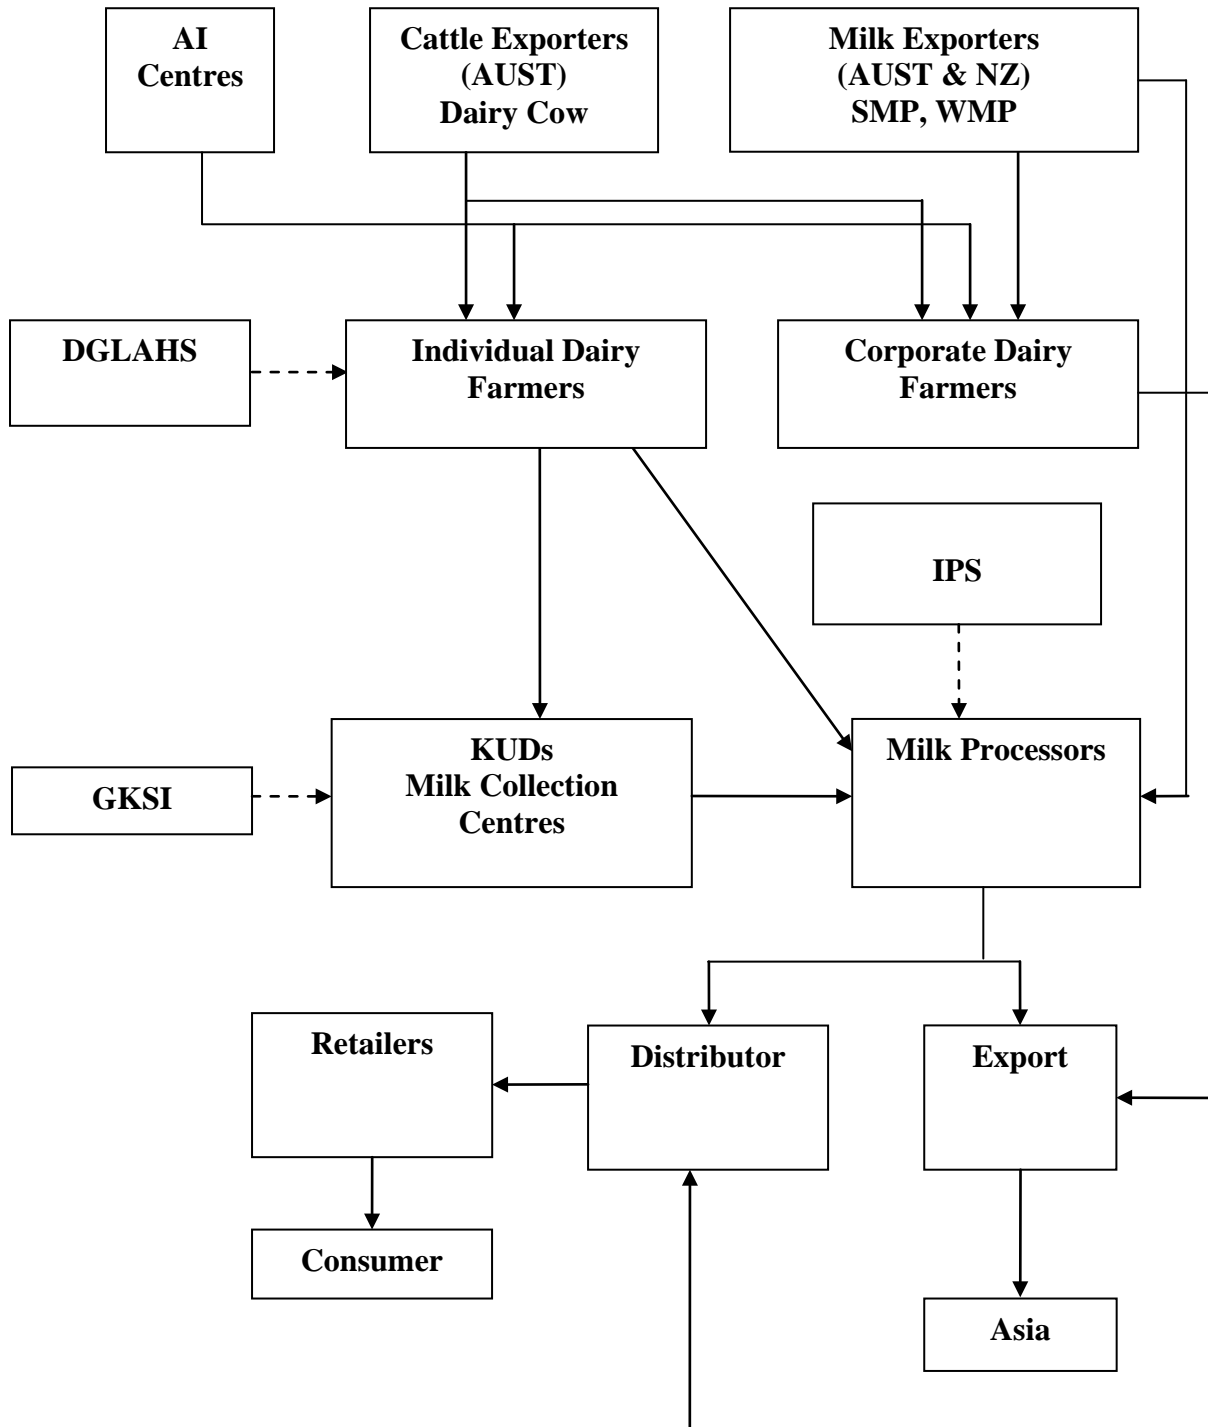 AI
Centres
Cattle Exporters
(AUST)
Dairy Cow
Milk Exporters
(AUST & NZ)
SMP, WMP
DGLAHS
Individual Dairy
Farmers
Corporate Dairy
Farmers
IPS
GKSI
KUDs
Milk Collection
Centres
Milk Processors
Retailers
Distributor
Export
Consumer
Asia